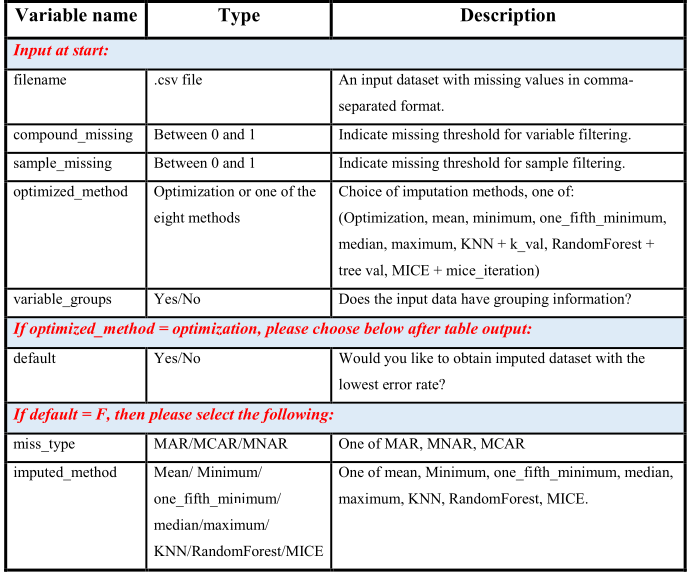 Variable name Type Description
Input at start:
filename .csv file An input dataset with missing values in comma-
separated format.
compound_missing Between 0 and 1 Indicate missing threshold for variable filtering.
sample_missing Between 0 and 1 Indicate missing threshold for sample filtering.
optimized_method Optimization or one of the Choice of imputation methods, one of:
eight methods (Optimization, mean, minimum, one_fifth_minimum,
median, maximum, KNN + k_val, RandomForest +
tree val, MICE + mice_iteration)
variable_groups Yes/No Does the input data have grouping information?
If optimized_method = optimization, please choose below after table output:
default Yes/No Would you like to obtain imputed dataset with the
lowest error rate?
If default = F, then please select the following:
miss_type MAR/MCAR/MNAR One of MAR, MNAR, MCAR
imputed_method Mean/ Minimum/ One of mean, Minimum, one_fifth_minimum, median,
one_fifth_minimum/ maximum, KNN, RandomForest, MICE.
median/maximum/
KNN/RandomForest/MICE